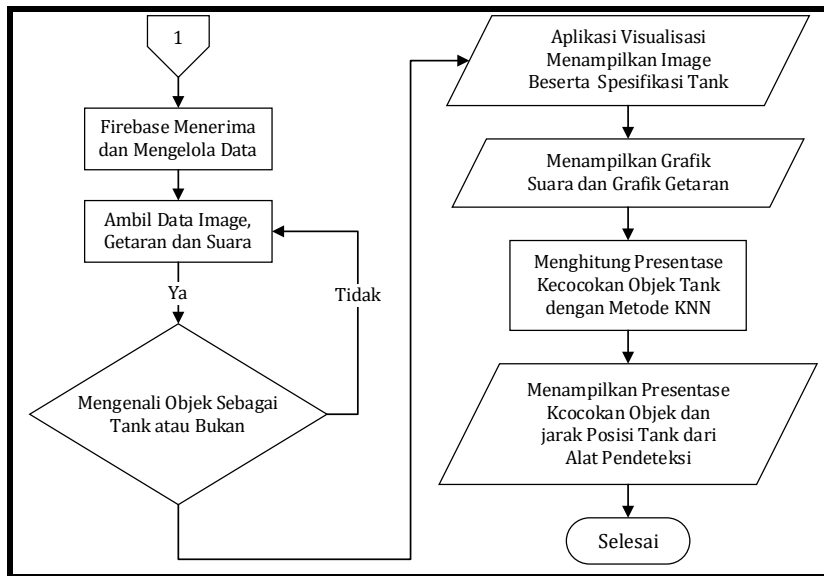 1
Firebase Menerima
dan Mengelola Data
Ambil Data Image,
Getaran dan Suara
Ya
Tidak
Mengenali Objek Sebagai
Tank atau Bukan
Aplikasi Visualisasi
Menampilkan Image
Beserta Spesifikasi Tank
Menampilkan Grafik
Suara dan Grafik Getaran
Menghitung Presentase
Kecocokan Objek Tank
dengan Metode KNN
Menampilkan Presentase
Kcocokan Objek dan
jarak Posisi Tank dari
Alat Pendeteksi
Selesai